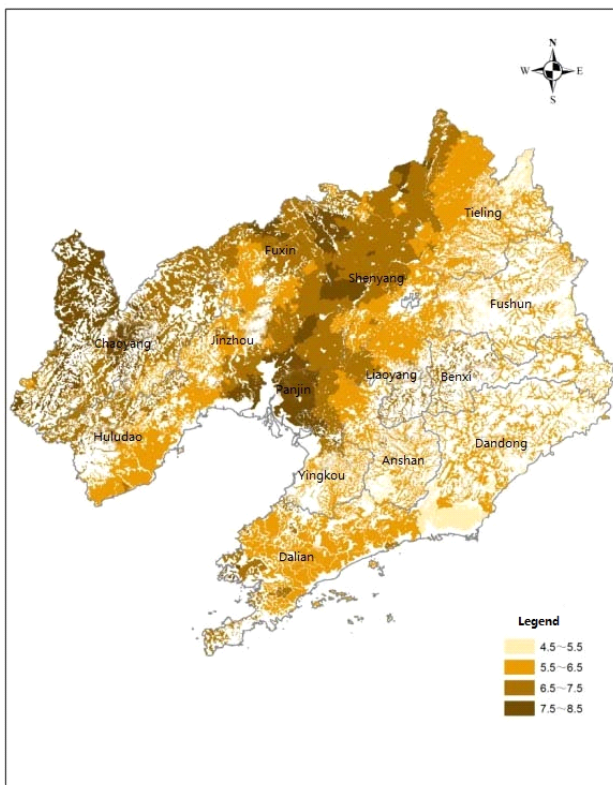 N
W E
S
Tieling
Fuxin
Shenyang
Fushun
Chaoyang
Jinzhou
Liaoyang
Benxi
Panjin
Huludao
Dandong
Anshan
Yingkou
Dalian
Legend
4.5～5.5
5.5～6.5
6.5～7.5
7.5～8.5